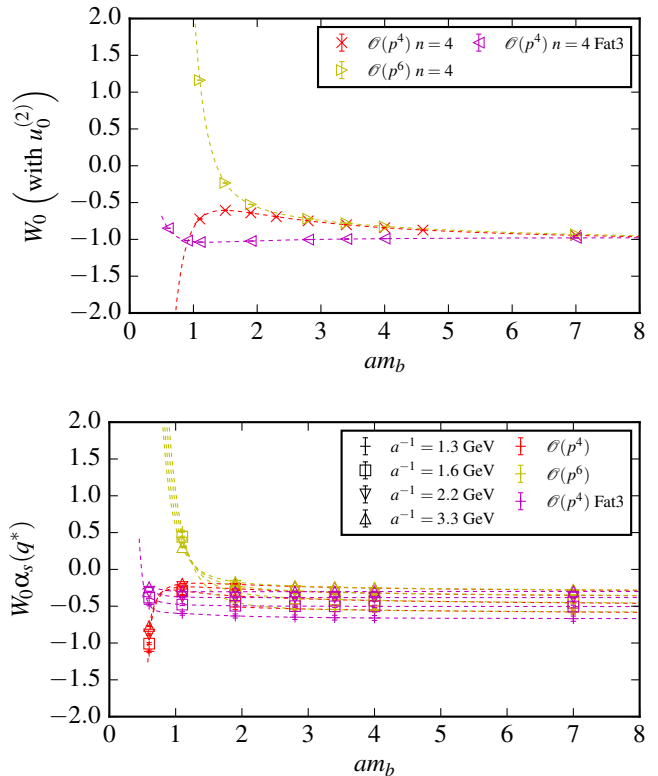 2.0
1.5
1.0
0.5
0.0
−0.5
−1.0
−1.5
−2.0
W₀ (with u₀⁽²⁾)
𝒪(p⁴) n = 4
𝒪(p⁶) n = 4
𝒪(p⁴) n = 4 Fat3
0 1 2 3 4 5 6 7 8
am_b
2.0
1.5
1.0
0.5
0.0
−0.5
−1.0
−1.5
−2.0
W₀α_s(q*)
a⁻¹ = 1.3 GeV
a⁻¹ = 1.6 GeV
a⁻¹ = 2.2 GeV
a⁻¹ = 3.3 GeV
𝒪(p⁴)
𝒪(p⁶)
𝒪(p⁴) Fat3
0 1 2 3 4 5 6 7 8
am_b